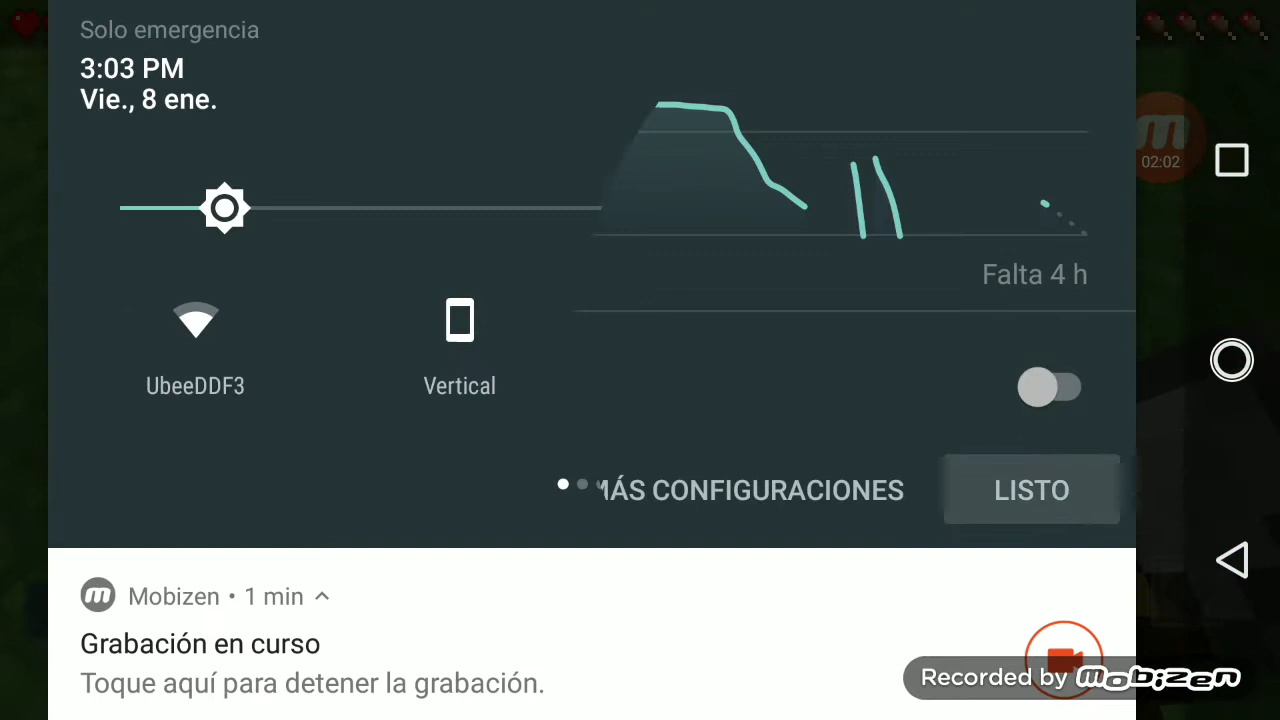 Solo emergencia
3:03 PM
Vie., 8 ene.
02:02
Falta 4 h
UbeeDDF3
Vertical
MÁS CONFIGURACIONES
LISTO
Mobizen • 1 min
Grabación en curso
Toque aquí para detener la grabación.
Recorded by mobizen